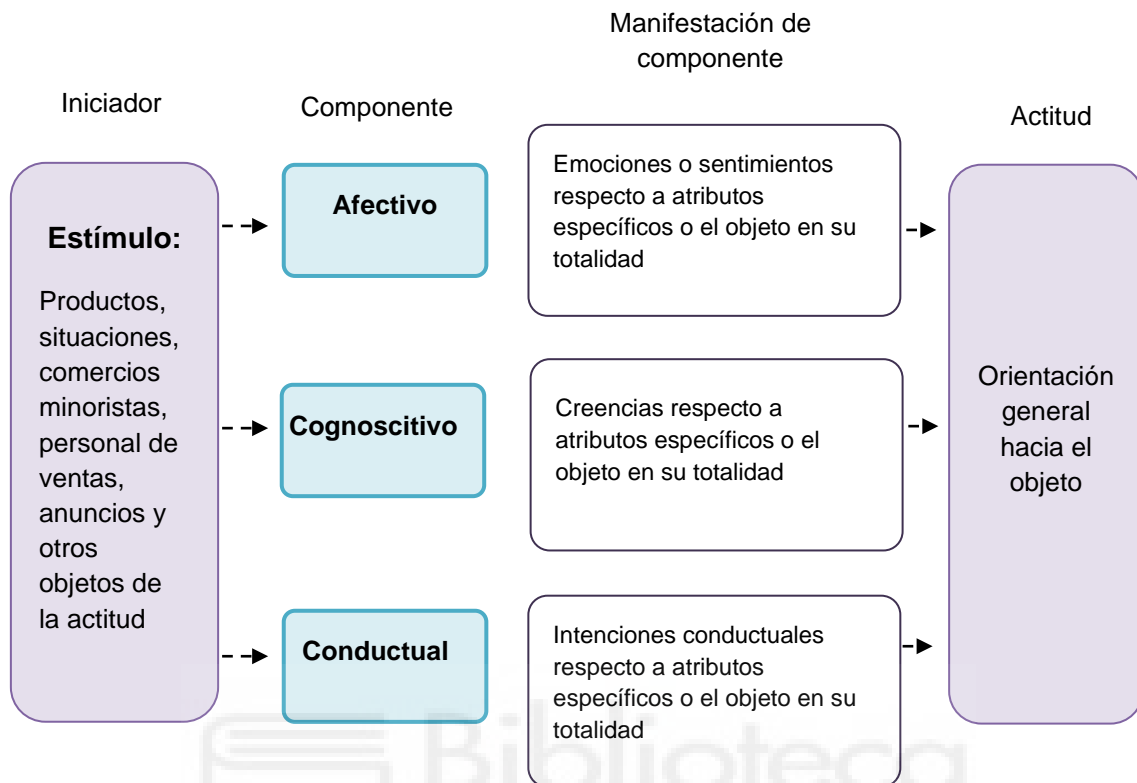 Manifestación de
componente
Iniciador
Componente
Actitud
Estímulo:
Productos,
situaciones,
comercios
minoristas,
personal de
ventas,
anuncios y
otros
objetos de
la actitud
Afectivo
Emociones o sentimientos
respecto a atributos
específicos o el objeto en su
totalidad
Cognoscitivo
Creencias respecto a
atributos específicos o el
objeto en su totalidad
Conductual
Intenciones conductuales
respecto a atributos
específicos o el objeto en su
totalidad
Orientación
general
hacia el
objeto
Biblioteca